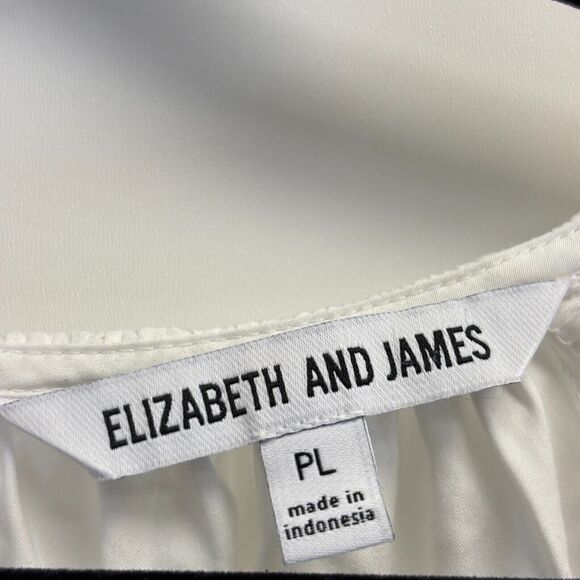 ELIZABETH AND JAMES
PL
made in
indonesia